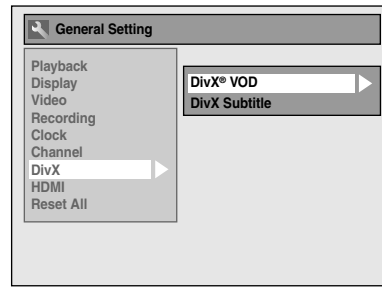 General Setting
Playback
Display
Video
Recording
Clock
Channel
DivX
HDMI
Reset All
DivX® VOD
DivX Subtitle